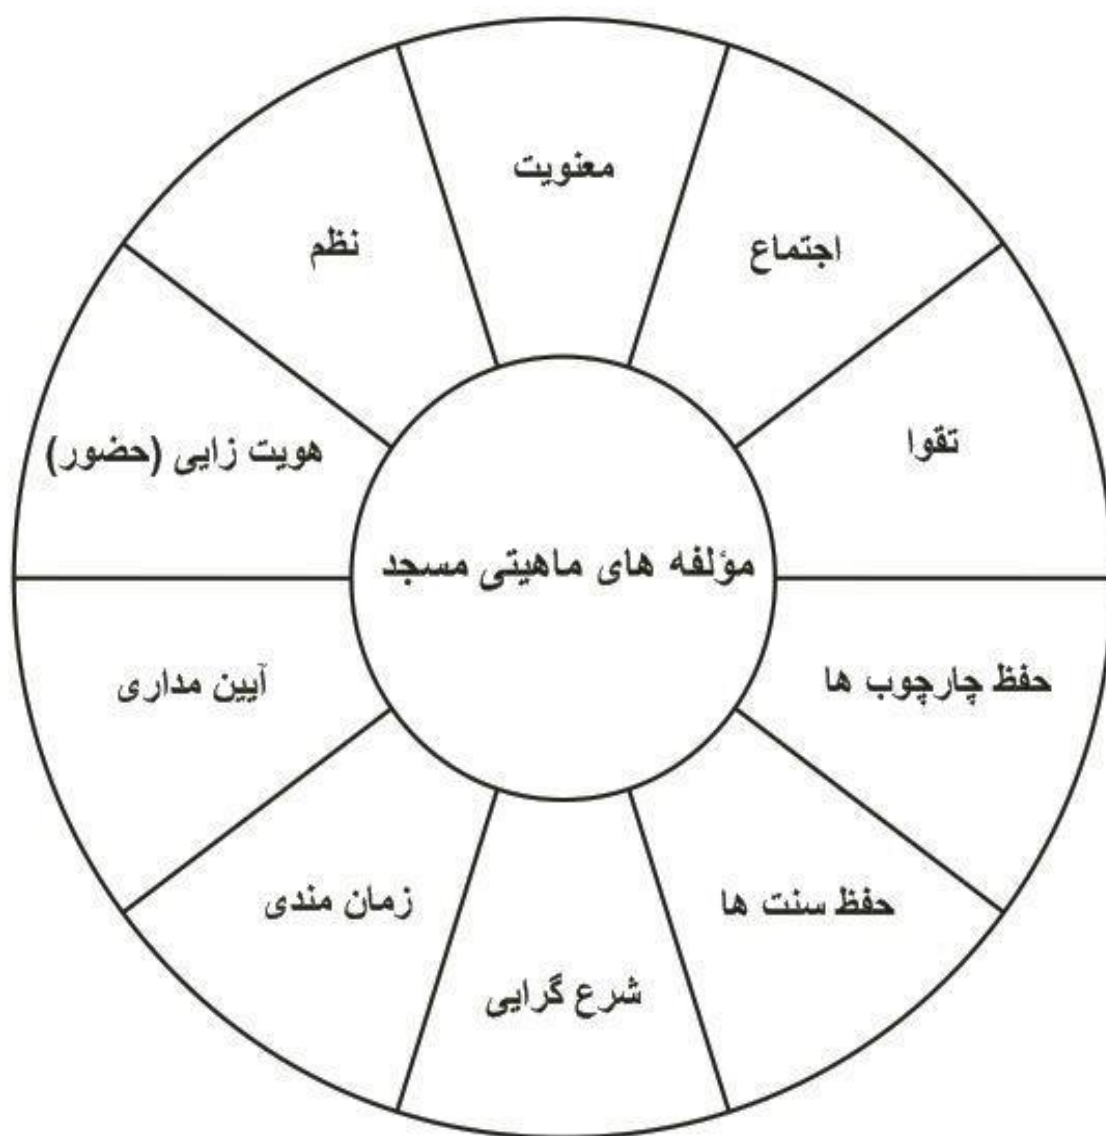 معنویت
اجتماع
نظم
تقوا
هویت زایی (حضور)
مؤلفه های ماهیتی مسجد
حفظ چارچوب ها
آیین مداری
حفظ سنت ها
زمان مندی
شرع گرایی